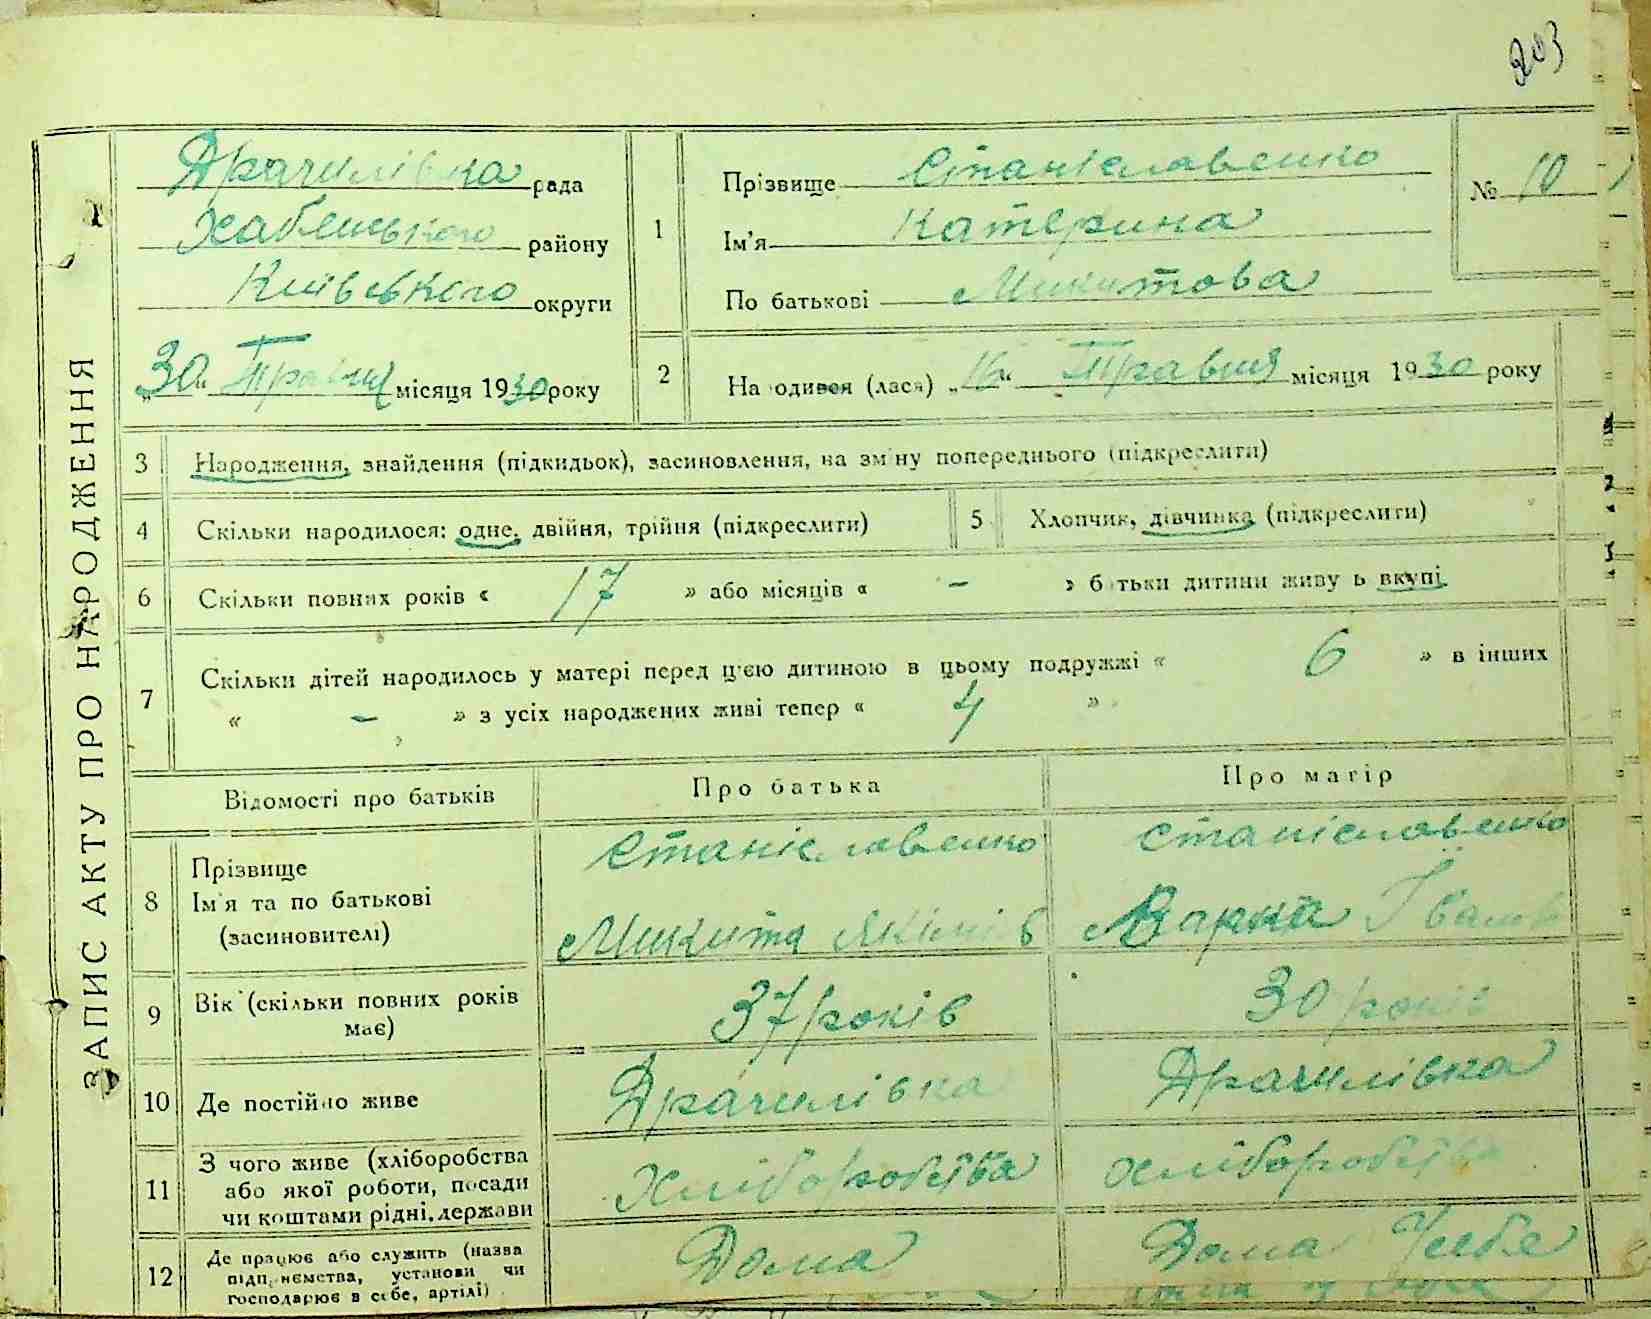 203
ЗАПИС АКТУ ПРО НАРОДЖЕННЯ
Драчилівка рада
Хабенського району
Київського округи
„30“ Травня місяця 1930 року
1 Прізвище Станіславенко
Ім'я Катерина
По батькові Микитова
№ 10
2 На одився (лася) „16“ Травня місяця 1930 року
3 Народження, знайдення (підкидьок), засиновлення, на зміну попереднього (підкреслити)
4 Скільки народилося: одне, двійня, трійня (підкреслити)
5 Хлопчик, дівчинка (підкреслити)
6 Скільки повних років « 17 » або місяців « - » батьки дитини живу ь вкупі
7 Скільки дітей народилось у матері перед цією дитиною в цьому подружжі « 6 » в інших
« - » з усіх народжених живі тепер « 4 »
Відомості про батьків Про батька Про матір
8 Прізвище
Ім'я та по батькові
(засиновителі)
Станіславенко
Микита Якімів
Станіславенко
Іван
9 Вік (скільки повних років
має)
37 років
30 років
10 Де постійно живе Драчилівка Драчилівка
11 З чого живе (хліборобства
або якої роботи, посади
чи коштами рідні, держави
Хліборобства
Хліборобства
12 Де працює або служить (назва
підприємства, установи чи
господарює в себе, артілі)
Дома
Дома